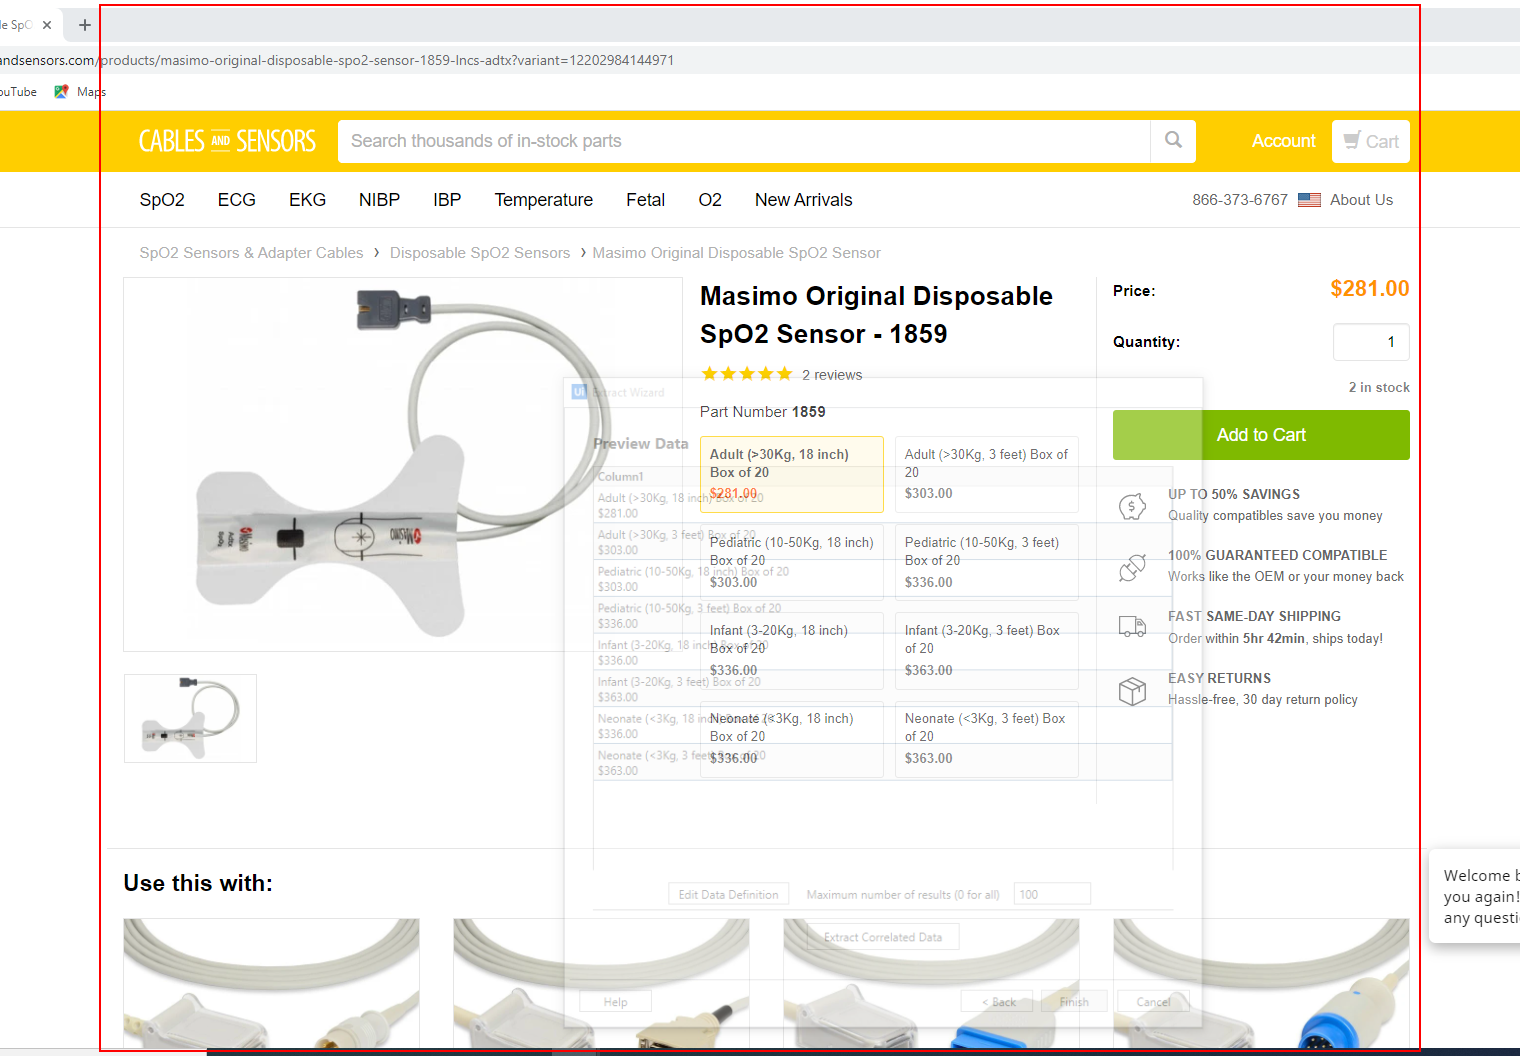 le SpO
andsensors.com/products/masimo-original-disposable-spo2-sensor-1859-lncs-adtx?variant=12202984144971
ouTube Maps
CABLES AND SENSORS
Search thousands of in-stock parts
Account
Cart
SpO2 ECG EKG NIBP IBP Temperature Fetal O2 New Arrivals
866-373-6767 About Us
SpO2 Sensors & Adapter Cables › Disposable SpO2 Sensors › Masimo Original Disposable SpO2 Sensor
Masimo Original Disposable
SpO2 Sensor - 1859
2 reviews
Part Number 1859
Adult (>30Kg, 18 inch)
Box of 20
$281.00
Adult (>30Kg, 3 feet) Box of
20
$303.00
Pediatric (10-50Kg, 18 inch)
Box of 20
$303.00
Pediatric (10-50Kg, 3 feet)
Box of 20
$336.00
Infant (3-20Kg, 18 inch)
Box of 20
$336.00
Infant (3-20Kg, 3 feet) Box
of 20
$363.00
Neonate (<3Kg, 18 inch)
Box of 20
$336.00
Neonate (<3Kg, 3 feet) Box
of 20
$363.00
Price: $281.00
Quantity: 1
2 in stock
Add to Cart
UP TO 50% SAVINGS
Quality compatibles save you money
100% GUARANTEED COMPATIBLE
Works like the OEM or your money back
FAST SAME-DAY SHIPPING
Order within 5hr 42min, ships today!
EASY RETURNS
Hassle-free, 30 day return policy
Masimo
Adtx
SpO2
Ui Extract Wizard
Preview Data
Column1
Adult (>30Kg, 18 inch) Box of 20
$281.00
Adult (>30Kg, 3 feet) Box of 20
$303.00
Pediatric (10-50Kg, 18 inch) Box of 20
$303.00
Pediatric (10-50Kg, 3 feet) Box of 20
$336.00
Infant (3-20Kg, 18 inch) Box of 20
$336.00
Infant (3-20Kg, 3 feet) Box of 20
$363.00
Neonate (<3Kg, 18 inch) Box of 20
$336.00
Neonate (<3Kg, 3 feet) Box of 20
$363.00
Edit Data Definition
Maximum number of results (0 for all) 100
Extract Correlated Data
Help
< Back
Finish
Cancel
Use this with:
Welcome b
you again!
any questi